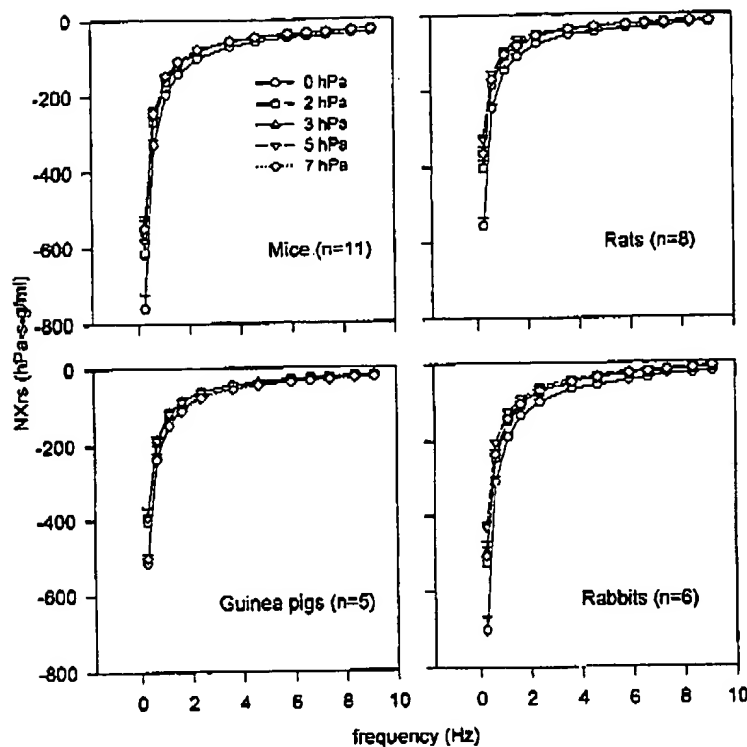 0
-200
-400
-600
-800
0 hPa
2 hPa
3 hPa
5 hPa
7 hPa
Mice (n=11)
Rats (n=8)
NXrs (hPa·s·g/ml)
0
-200
-400
-600
-800
Guinea pigs (n=5)
Rabbits (n=6)
0 2 4 6 8 10 0 2 4 6 8 10
frequency (Hz)